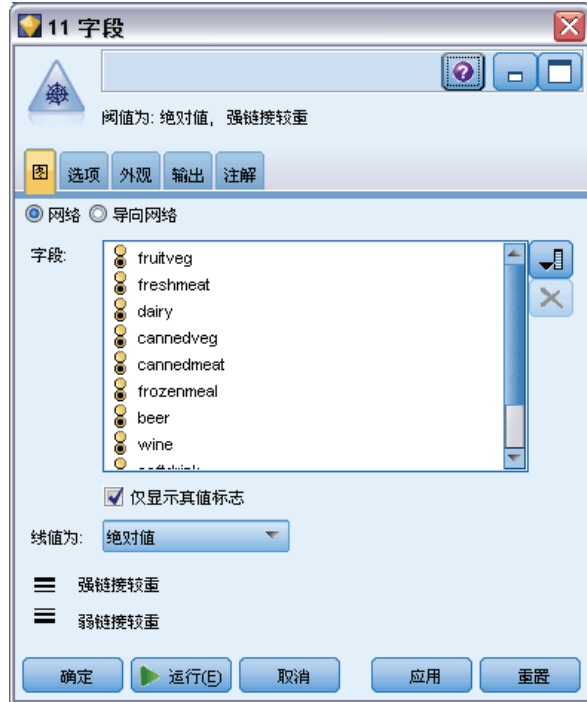 11 字段
阀值为: 绝对值, 强链接较重
图 选项 外观 输出 注解
网络 导向网络
字段:
fruitveg
freshmeat
dairy
cannedveg
cannedmeat
frozenmeal
beer
wine
仅显示真值标志
线值为: 绝对值
强链接较重
弱链接较重
确定 运行(E) 取消 应用 重置